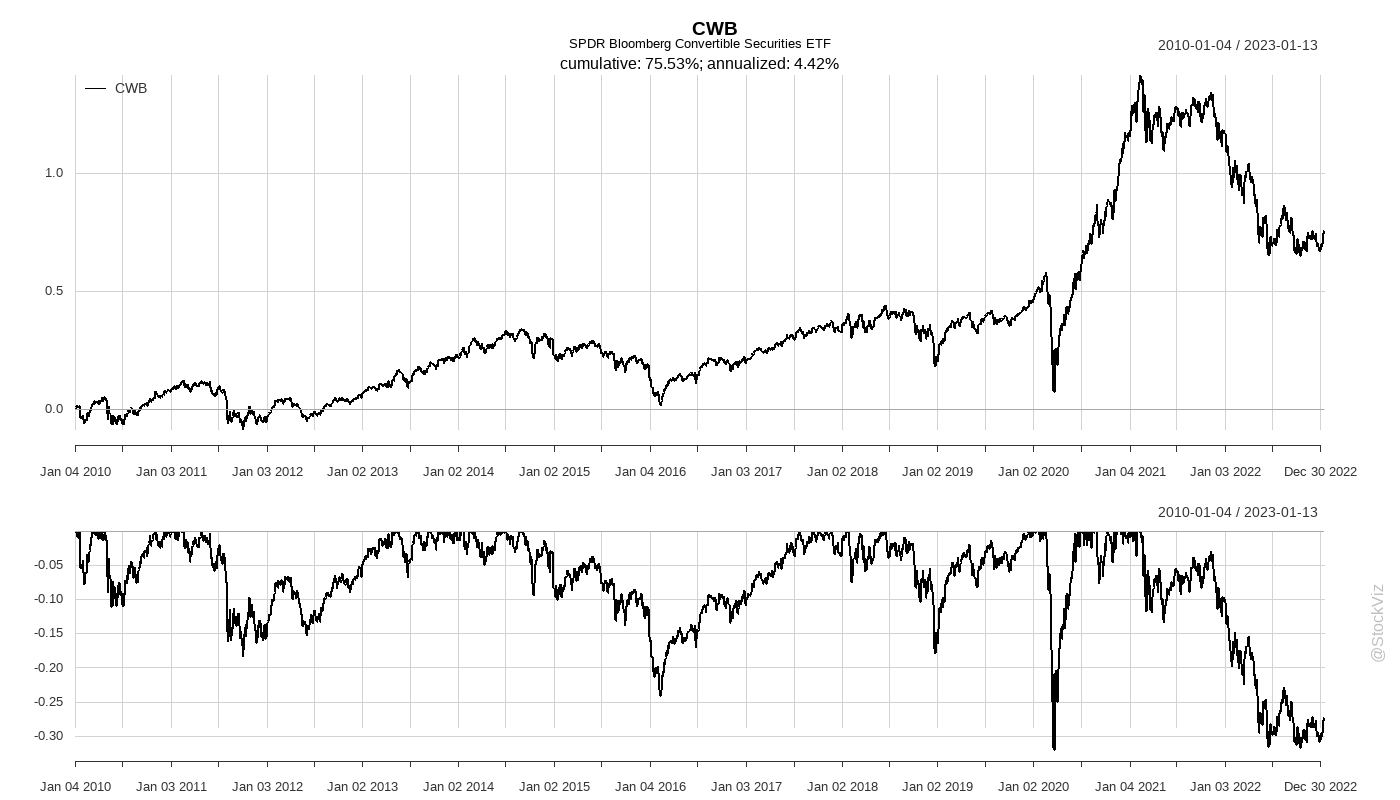 CWB
SPDR Bloomberg Convertible Securities ETF
cumulative: 75.53%; annualized: 4.42%
2010-01-04 / 2023-01-13
CWB
1.0
0.5
0.0
Jan 04 2010 Jan 03 2011 Jan 03 2012 Jan 02 2013 Jan 02 2014 Jan 02 2015 Jan 04 2016 Jan 03 2017 Jan 02 2018 Jan 02 2019 Jan 02 2020 Jan 04 2021 Jan 03 2022 Dec 30 2022
2010-01-04 / 2023-01-13
-0.05
-0.10
-0.15
-0.20
-0.25
-0.30
Jan 04 2010 Jan 03 2011 Jan 03 2012 Jan 02 2013 Jan 02 2014 Jan 02 2015 Jan 04 2016 Jan 03 2017 Jan 02 2018 Jan 02 2019 Jan 02 2020 Jan 04 2021 Jan 03 2022 Dec 30 2022
@StockViz